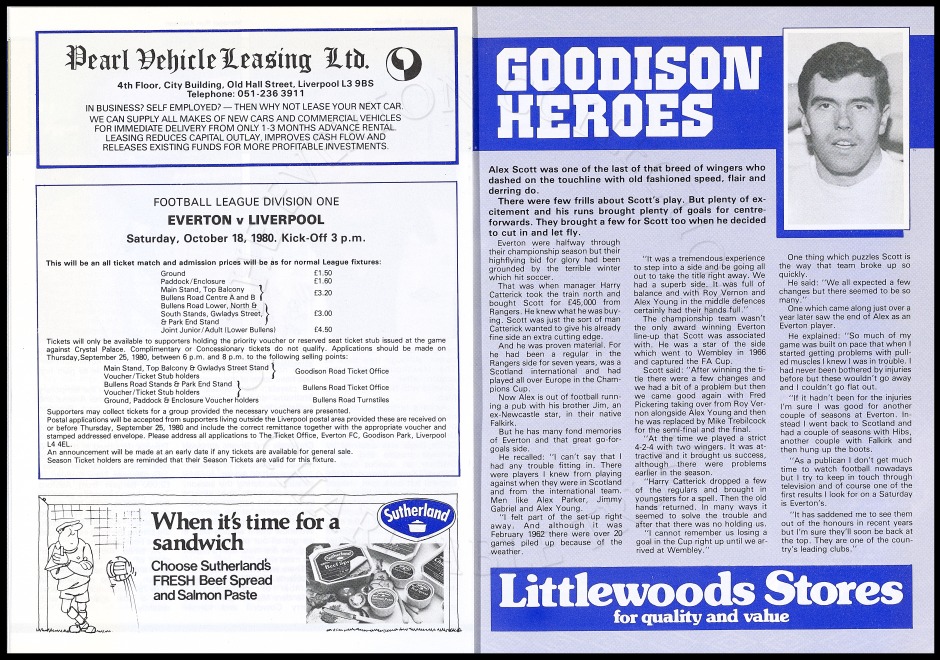 Pearl Vehicle Leasing Ltd.
4th Floor, City Building, Old Hall Street, Liverpool L3 9BS
Telephone: 051-236 3911
IN BUSINESS? SELF EMPLOYED? — THEN WHY NOT LEASE YOUR NEXT CAR.
WE CAN SUPPLY ALL MAKES OF NEW CARS AND COMMERCIAL VEHICLES
FOR IMMEDIATE DELIVERY FROM ONLY 1-3 MONTHS ADVANCE RENTAL.
LEASING REDUCES CAPITAL OUTLAY, IMPROVES CASH FLOW AND
RELEASES EXISTING FUNDS FOR MORE PROFITABLE INVESTMENTS.
FOOTBALL LEAGUE DIVISION ONE
EVERTON v LIVERPOOL
Saturday, October 18, 1980. Kick-Off 3 p.m.
This will be an all ticket match and admission prices will be as for normal League fixtures:
Ground £1.50
Paddock/Enclosure £1.60
Main Stand, Top Balcony
Bullens Road Centre A and B £3.20
Bullens Road Lower, North &
South Stands, Gwladys Street, £3.00
& Park End Stand
Joint Junior/Adult (Lower Bullens) £4.50
Tickets will only be available to supporters holding the priority voucher or reserved seat ticket stub issued at the game
against Crystal Palace. Complimentary or Concessionary tickets do not qualify. Applications should be made on
Thursday, September 25, 1980, between 6 p.m. and 8 p.m. to the following selling points:
Main Stand, Top Balcony & Gwladys Street Stand
Voucher/Ticket Stub holders Goodison Road Ticket Office
Bullens Road Stands & Park End Stand
Voucher/Ticket Stub holders Bullens Road Ticket Office
Ground, Paddock & Enclosure Voucher holders Bullens Road Turnstiles
Supporters may collect tickets for a group provided the necessary vouchers are presented.
Postal applications will be accepted from supporters living outside the Liverpool postal area provided these are received on
or before Thursday, September 25, 1980 and include the correct remittance together with the appropriate voucher and
stamped addressed envelope. Please address all applications to The Ticket Office, Everton FC, Goodison Park, Liverpool
L4 4EL.
An announcement will be made at an early date if any tickets are available for general sale.
Season Ticket holders are reminded that their Season Tickets are valid for this fixture.
When it's time for a
sandwich
Choose Sutherland's
FRESH Beef Spread
and Salmon Paste
Sutherland
GOODISON
HEROES
Alex Scott was one of the last of that breed of wingers who
dashed on the touchline with old fashioned speed, flair and
derring do.
There were few frills about Scott's play. But plenty of ex-
citement and his runs brought plenty of goals for centre-
forwards. They brought a few for Scott too when he decided
to cut in and let fly.
Everton were halfway through
their championship season but their
highflying bid for glory had been
grounded by the terrible winter
which hit soccer.
That was when manager Harry
Catterick took the train north and
bought Scott for £45,000 from
Rangers. He knew what he was buy-
ing. Scott was just the sort of man
Catterick wanted to give his already
fine side an extra cutting edge.
And he was proven material. For
he had been a regular in the
Rangers side for seven years, was a
Scotland international and had
played all over Europe in the Cham-
pions Cup.
Now Alex is out of football runn-
ing a pub with his brother Jim, an
ex-Newcastle star, in their native
Falkirk.
But he has many fond memories
of Everton and that great go-for-
goals side.
He recalled: "I can't say that I
had any trouble fitting in. There
were players I knew from playing
against when they were in Scotland
and from the international team.
Men like Alex Parker, Jimmy
Gabriel and Alex Young.
"I felt part of the set-up right
away. And although it was
February 1962 there were over 20
games piled up because of the
weather.
"It was a tremendous experience
to step into a side and be going all
out to take the title right away. We
had a superb side. It was full of
balance and with Roy Vernon and
Alex Young in the middle defences
certainly had their hands full."
The championship team wasn't
the only award winning Everton
line-up that Scott was associated
with. He was a star of the side
which went to Wembley in 1966
and captured the FA Cup.
Scott said: "After winning the ti-
tle there were a few changes and
we had a bit of a problem but then
we came good again with Fred
Pickering taking over from Roy Ver-
non alongside Alex Young and then
he was replaced by Mike Trebilcock
for the semi-final and the final.
"At the time we played a strict
4-2-4 with two wingers. It was at-
tractive and it brought us success,
although there were problems
earlier in the season.
"Harry Catterick dropped a few
of the regulars and brought in
youngsters for a spell. Then the old
hands returned. In many ways it
seemed to solve the trouble and
after that there was no holding us.
"I cannot remember us losing a
goal in the Cup right up until we ar-
rived at Wembley."
One thing which puzzles Scott is
the way that team broke up so
quickly.
He said: "We all expected a few
changes but there seemed to be so
many."
One which came along just over a
year later saw the end of Alex as an
Everton player.
He explained: "So much of my
game was built on pace that when I
started getting problems with pull-
ed muscles I knew I was in trouble. I
had never been bothered by injuries
before but these wouldn't go away
and I couldn't go flat out.
"If it hadn't been for the injuries
I'm sure I was good for another
couple of seasons at Everton. In-
stead I went back to Scotland and
had a couple of seasons with Hibs,
another couple with Falkirk and
then hung up the boots.
"As a publican I don't get much
time to watch football nowadays
but I try to keep in touch through
television and of course one of the
first results I look for on a Saturday
is Everton's.
"It has saddened me to see them
out of the honours in recent years
but I'm sure they'll soon be back at
the top. They are one of the coun-
try's leading clubs."
Littlewoods Stores
for quality and value